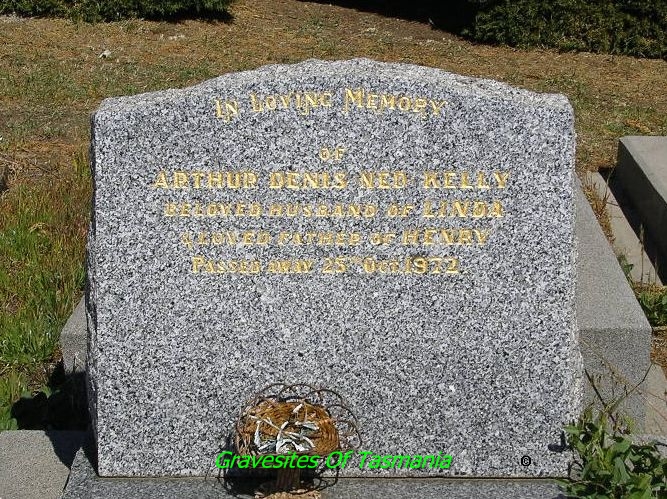 In Loving Memory
OF
ARTHUR DENIS NED KELLY
BELOVED HUSBAND OF LINDA
& LOVED FATHER OF HENRY
PASSED AWAY 25TH OCT 1972.
Gravesites Of Tasmania ©